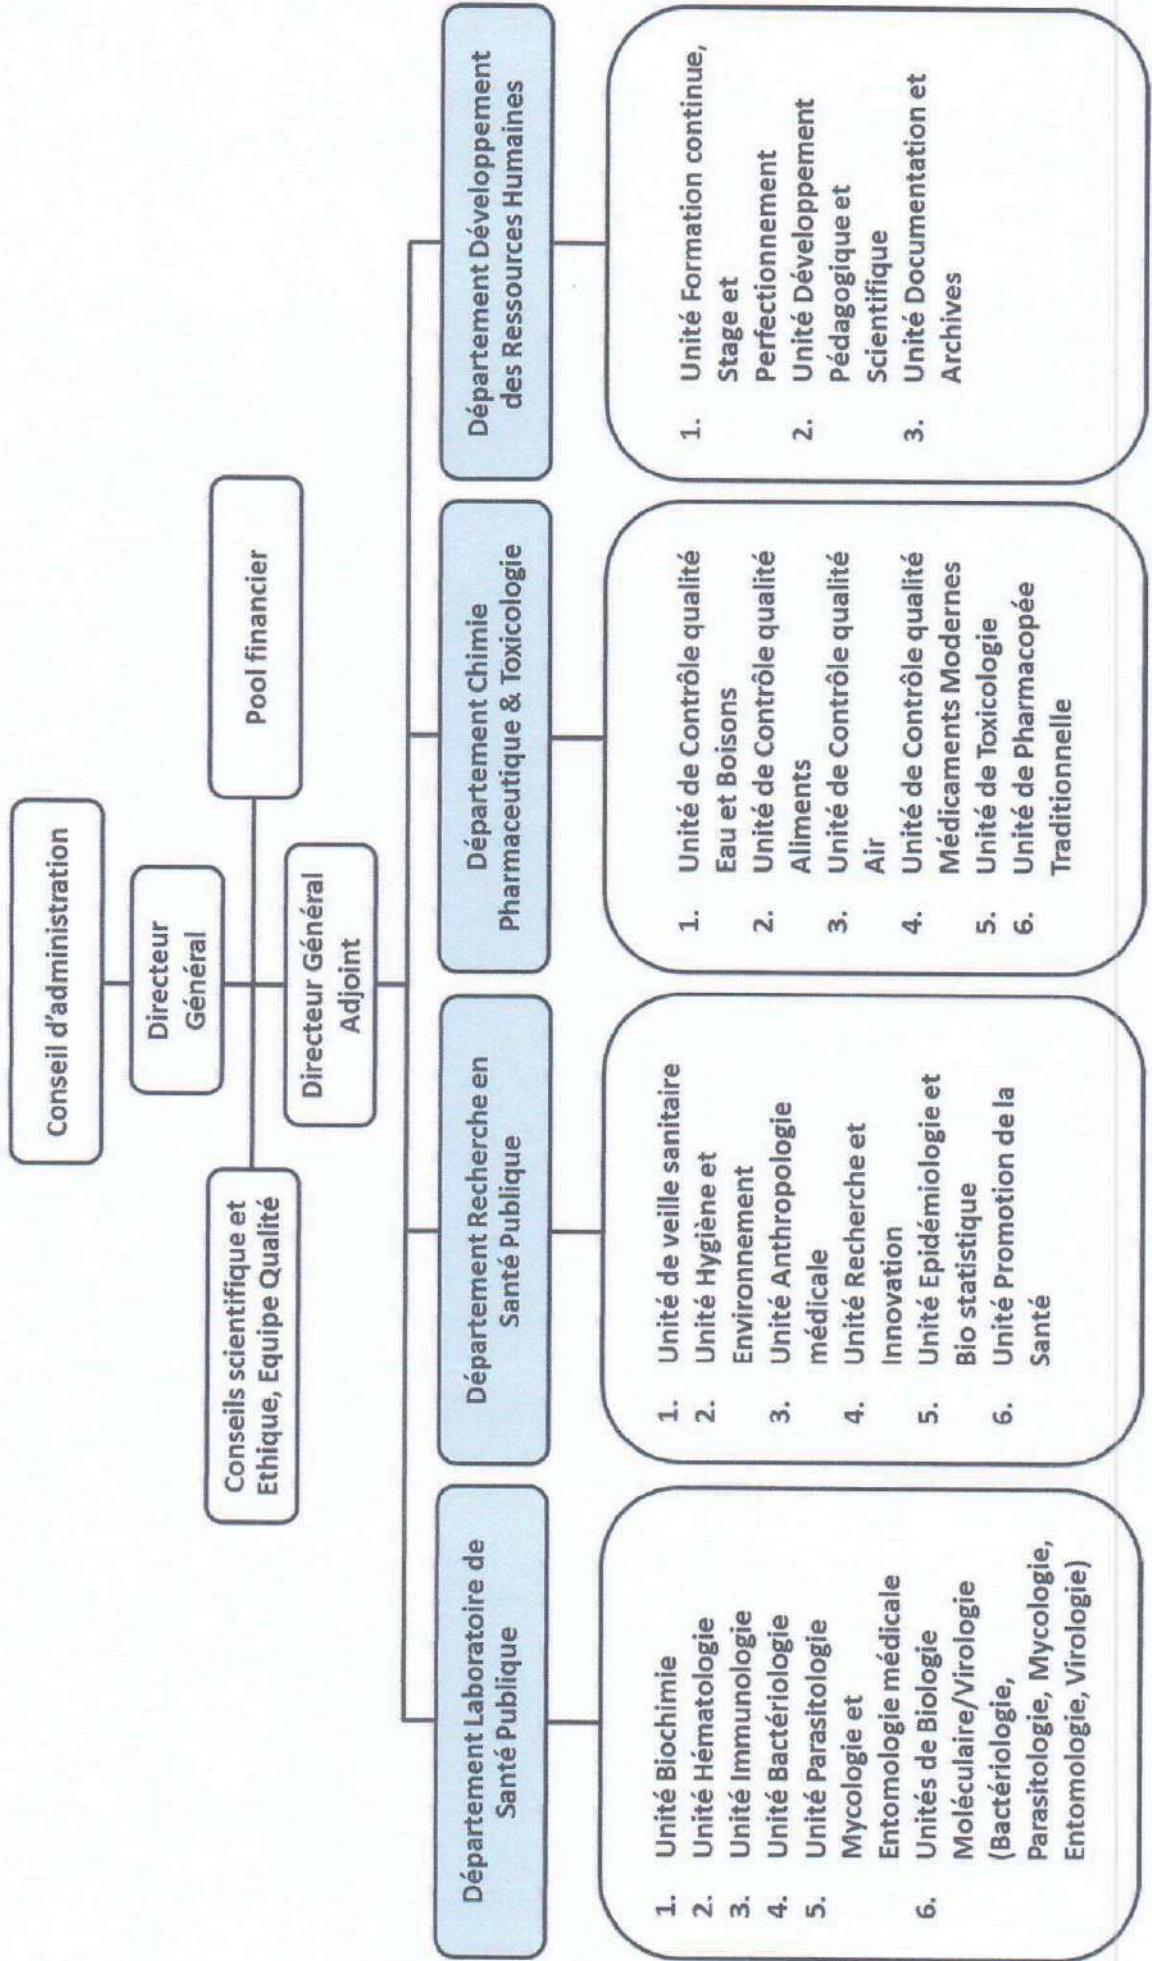 Conseil d'administration
Directeur
Général
Pool financier
Conseils scientifique et
Ethique, Equipe Qualité
Directeur Général
Adjoint
Département Laboratoire de
Santé Publique
Département Recherche en
Santé Publique
Département Chimie
Pharmaceutique & Toxicologie
Département Développement
des Ressources Humaines
1. Unité Biochimie
2. Unité Hématologie
3. Unité Immunologie
4. Unité Bactériologie
5. Unité Parasitologie
Mycologie et
Entomologie médicale
6. Unités de Biologie
Moléculaire/Virologie
(Bactériologie,
Parasitologie, Mycologie,
Entomologie, Virologie)
1. Unité de veille sanitaire
2. Unité Hygiène et
Environnement
3. Unité Anthropologie
médicale
4. Unité Recherche et
Innovation
5. Unité Epidémiologie et
Bio statistique
6. Unité Promotion de la
Santé
1. Unité de Contrôle qualité
Eau et Boisons
2. Unité de Contrôle qualité
Aliments
3. Unité de Contrôle qualité
Air
4. Unité de Contrôle qualité
Médicaments Modernes
5. Unité de Toxicologie
6. Unité de Pharmacopée
Traditionnelle
1. Unité Formation continue,
Stage et
Perfectionnement
2. Unité Développement
Pédagogique et
Scientifique
3. Unité Documentation et
Archives